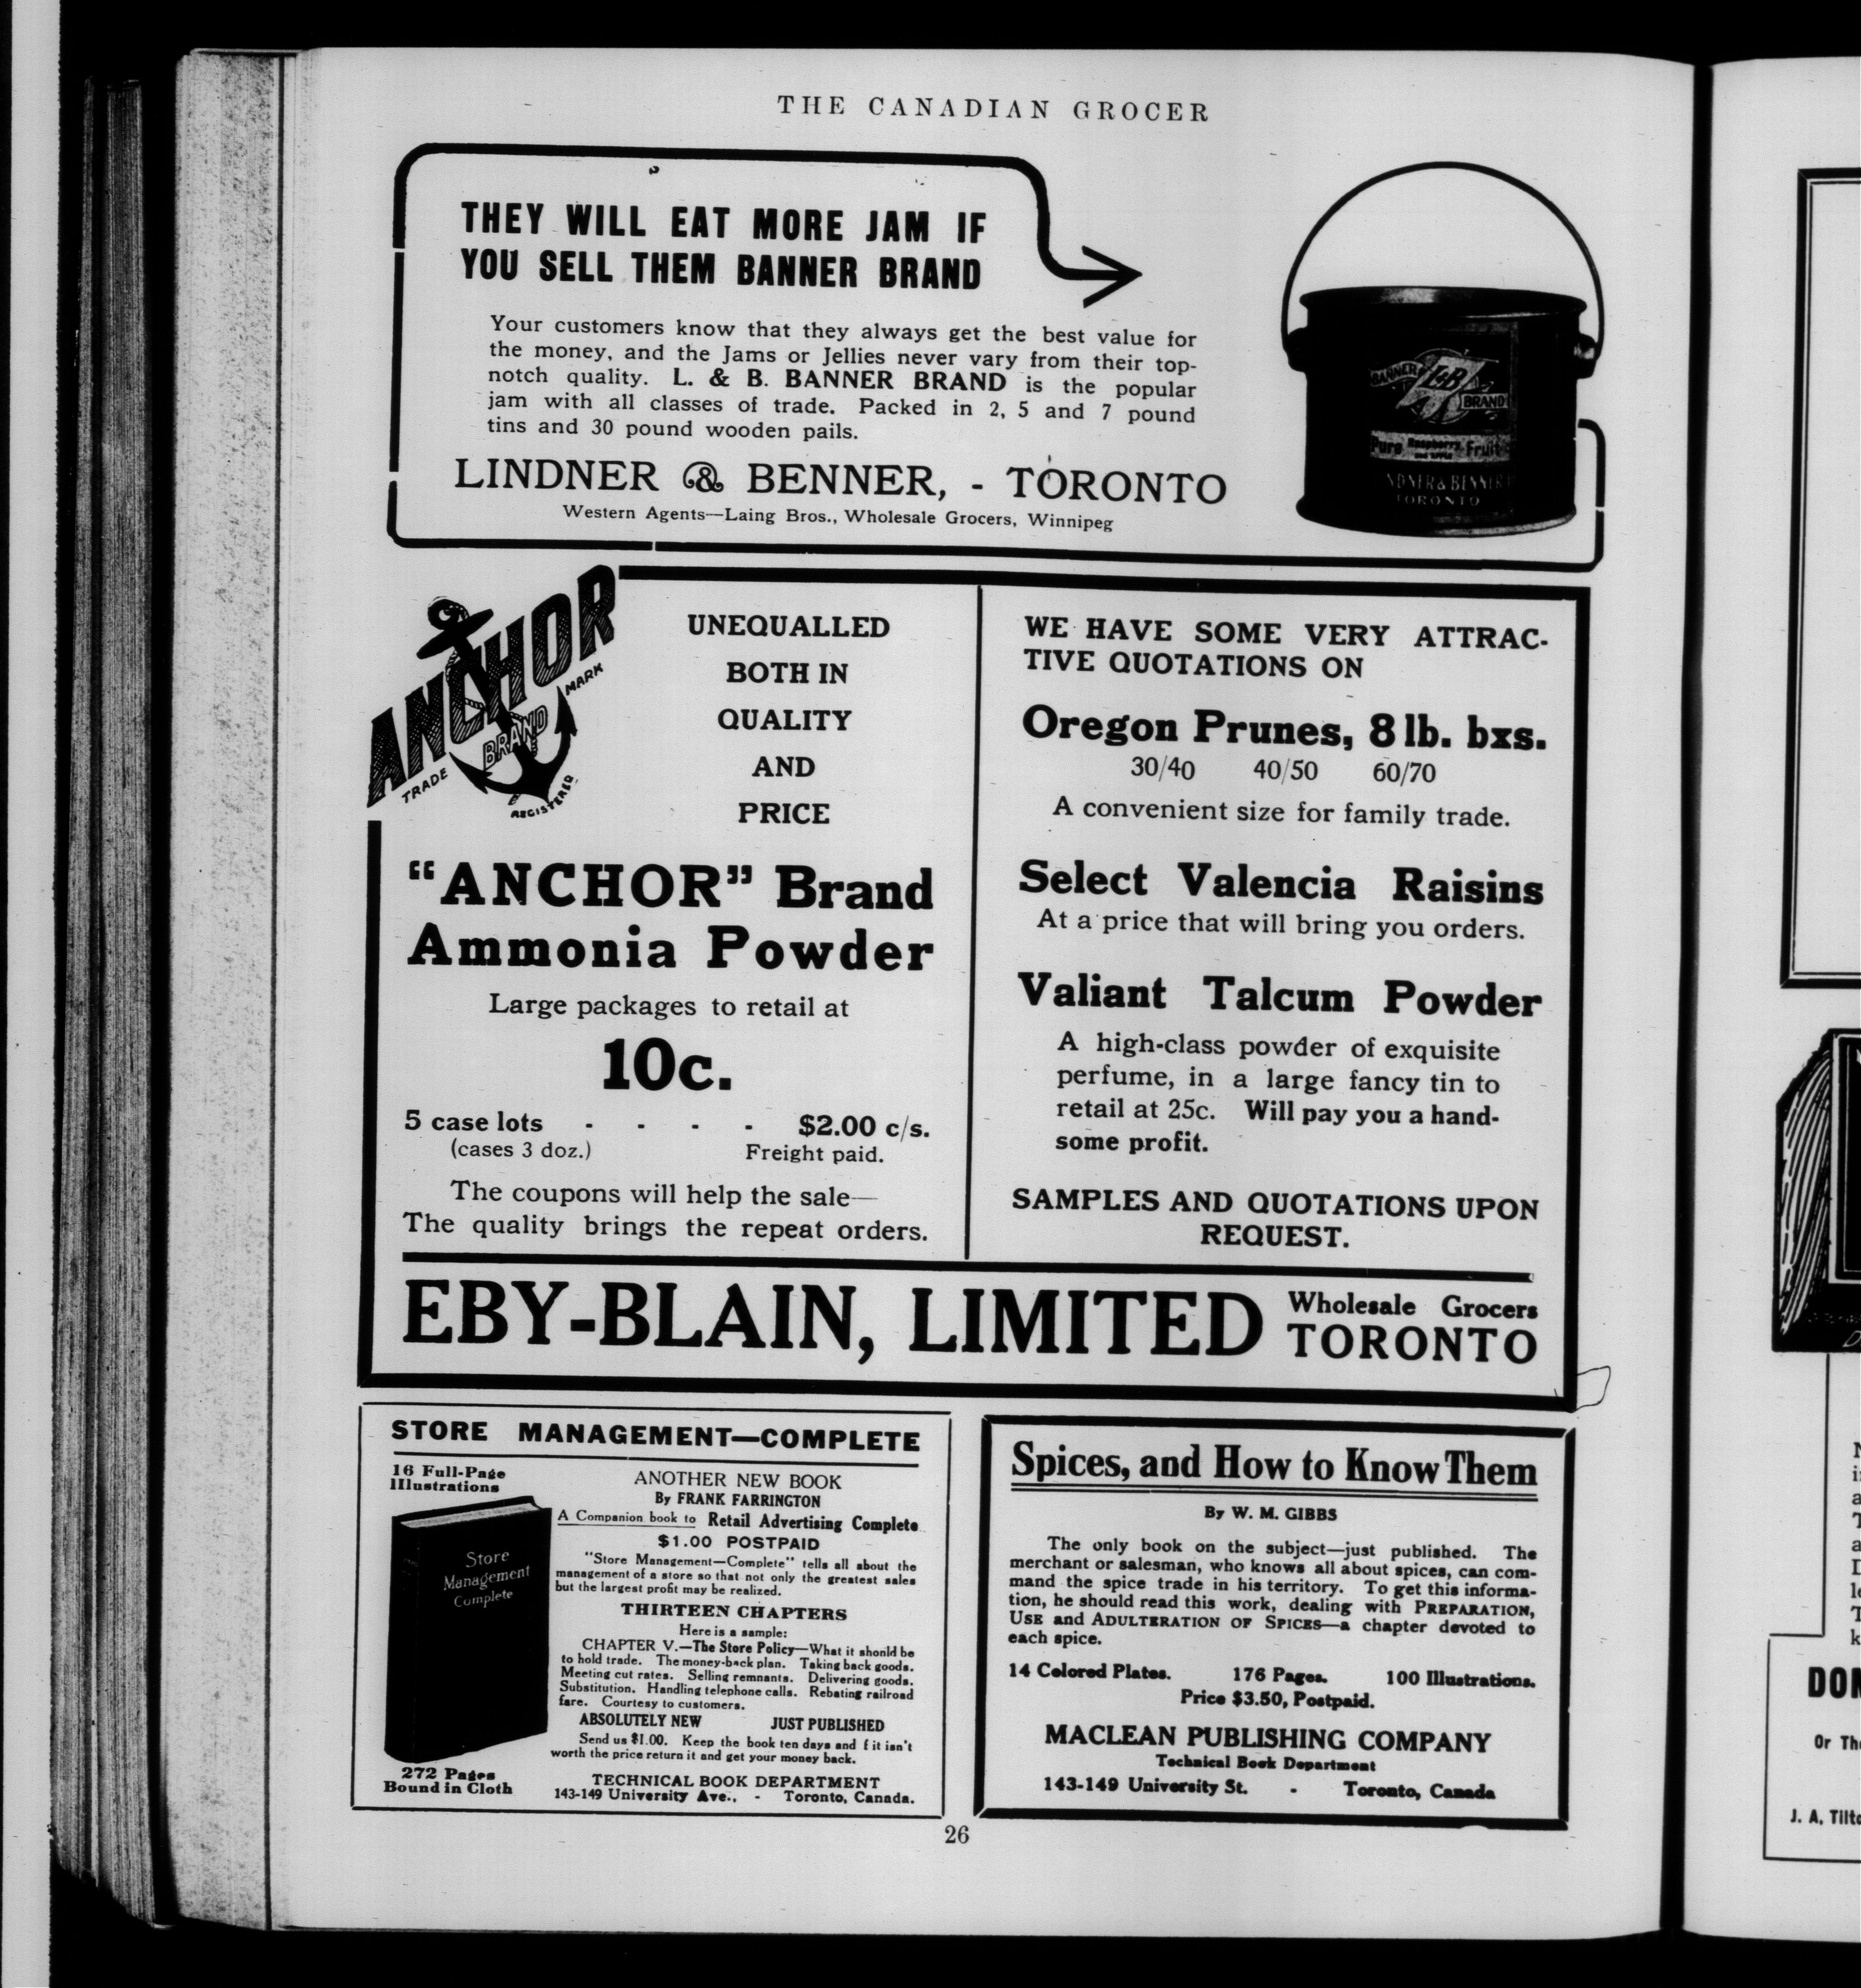 THE CANADIAN GROCER
THEY WILL EAT MORE JAM IF
YOU SELL THEM BANNER BRAND
Your customers know that they always get the best value for
the money, and the Jams or Jellies never vary from their top-
notch quality. L. & B. BANNER BRAND is the popular
jam with all classes of trade. Packed in 2, 5 and 7 pound
tins and 30 pound wooden pails.
LINDNER & BENNER, - TORONTO
Western Agents—Laing Bros., Wholesale Grocers, Winnipeg
BANNER L&B BRAND
Pure Raspberry Fruit
NDNER & BENNER
TORONTO
ANCHOR
BRAND
TRADE MARK
REGISTERED
UNEQUALLED
BOTH IN
QUALITY
AND
PRICE
"ANCHOR" Brand
Ammonia Powder
Large packages to retail at
10c.
5 case lots - - - - $2.00 c/s.
(cases 3 doz.) Freight paid.
The coupons will help the sale—
The quality brings the repeat orders.
WE HAVE SOME VERY ATTRAC-
TIVE QUOTATIONS ON
Oregon Prunes, 8 lb. bxs.
30/40 40/50 60/70
A convenient size for family trade.
Select Valencia Raisins
At a price that will bring you orders.
Valiant Talcum Powder
A high-class powder of exquisite
perfume, in a large fancy tin to
retail at 25c. Will pay you a hand-
some profit.
SAMPLES AND QUOTATIONS UPON
REQUEST.
EBY-BLAIN, LIMITED Wholesale Grocers
TORONTO
STORE MANAGEMENT—COMPLETE
16 Full-Page
Illustrations
Store
Management
Complete
272 Pages
Bound in Cloth
ANOTHER NEW BOOK
By FRANK FARRINGTON
A Companion book to Retail Advertising Complete
$1.00 POSTPAID
"Store Management—Complete" tells all about the
management of a store so that not only the greatest sales
but the largest profit may be realized.
THIRTEEN CHAPTERS
Here is a sample:
CHAPTER V.—The Store Policy—What it should be
to hold trade. The money-back plan. Taking back goods.
Meeting cut rates. Selling remnants. Delivering goods.
Substitution. Handling telephone calls. Rebating railroad
fare. Courtesy to customers.
ABSOLUTELY NEW JUST PUBLISHED
Send us $1.00. Keep the book ten days and f it isn't
worth the price return it and get your money back.
TECHNICAL BOOK DEPARTMENT
143-149 University Ave., - Toronto, Canada.
Spices, and How to Know Them
By W. M. GIBBS
The only book on the subject—just published. The
merchant or salesman, who knows all about spices, can com-
mand the spice trade in his territory. To get this informa-
tion, he should read this work, dealing with PREPARATION,
USE and ADULTERATION OF SPICES—a chapter devoted to
each spice.
14 Colored Plates. 176 Pages. 100 Illustrations.
Price $3.50, Postpaid.
MACLEAN PUBLISHING COMPANY
Technical Book Department
143-149 University St. - Toronto, Canada
26
DOM
Or The
J. A. Tilto